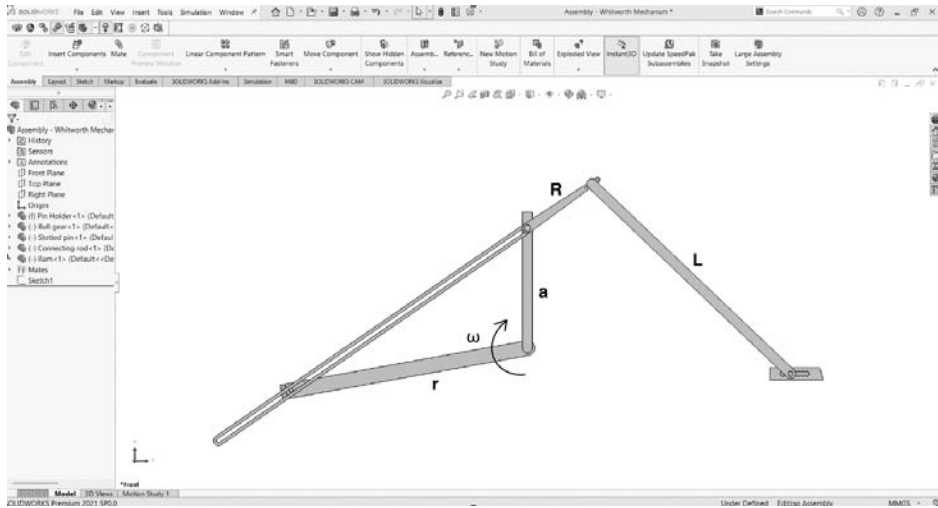 SOLIDWORKS File Edit View Insert Tools Simulation Window Assembly - Whitworth Mechanism * Search Commands
Edit Component
Insert Components
Mate
Component Preview Window
Linear Component Pattern
Smart Fasteners
Move Component
Show Hidden Components
Assemb...
Referenc...
New Motion Study
Bill of Materials
Exploded View
Instant3D
Update SpeedPak Subassemblies
Take Snapshot
Large Assembly Settings
Assembly Layout Sketch Markup Evaluate SOLIDWORKS Add-Ins Simulation MBD SOLIDWORKS CAM SOLIDWORKS Visualize
Assembly - Whitworth Mechan
History
Sensors
Annotations
Front Plane
Top Plane
Right Plane
Origin
(f) Pin Holder<1> (Default
(-) Bull gear<1> (Default<
(-) Slotted pin<1> (Defaul
(-) Connecting rod<1> (De
(-) Ram<1> (Default<<De
Mates
Sketch1
R
L
a
ω
r
*Front
Model 3D Views Motion Study 1
SOLIDWORKS Premium 2021 SP0.0 Under Defined Editing Assembly MMGS